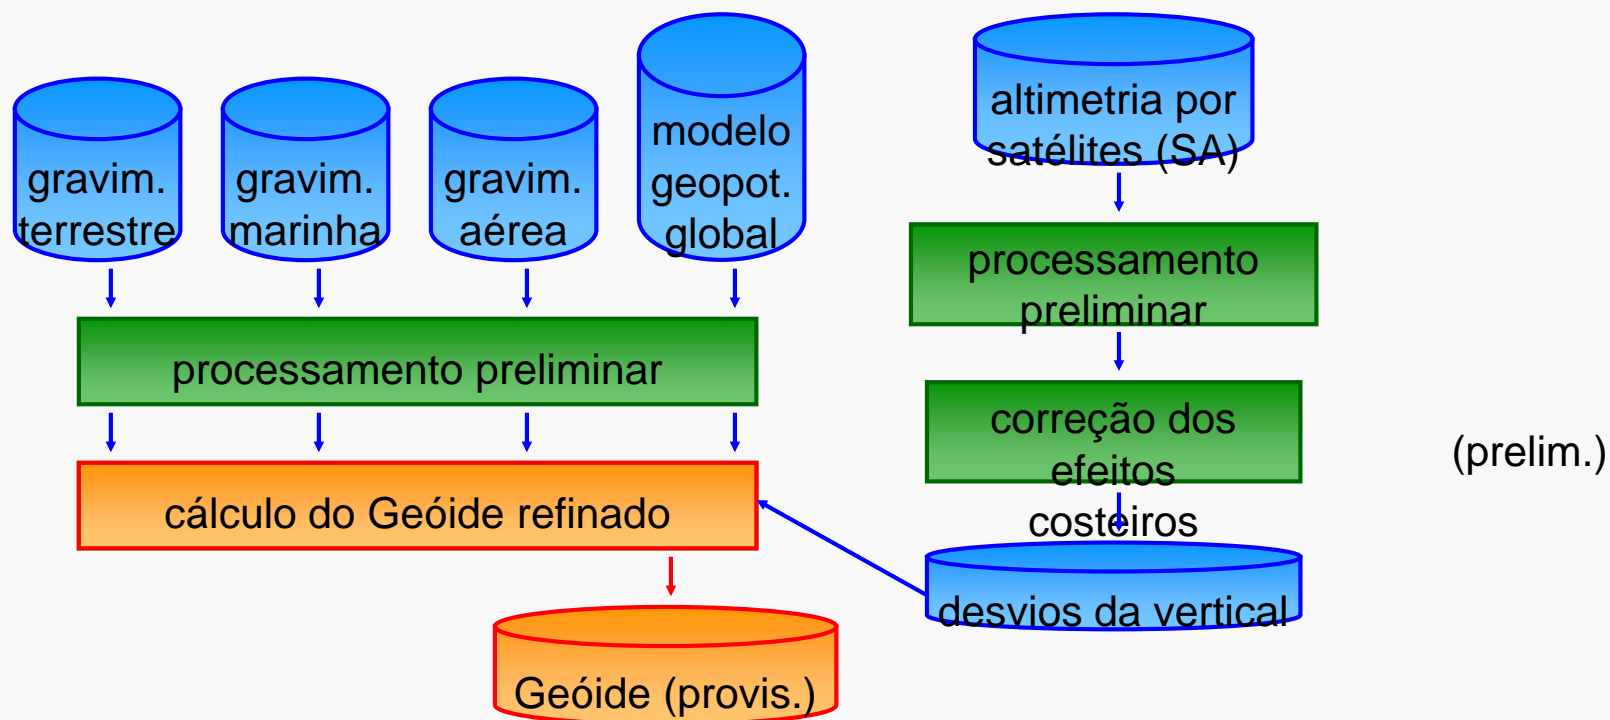 gravim.
terrestre
gravim.
marinha
gravim.
aérea
modelo
geopot.
global
altimetria por
satélites (SA)
processamento preliminar
processamento
preliminar
cálculo do Geóide refinado
correção dos
efeitos
costeiros
(prelim.)
desvios da vertical
Geóide (provis.)